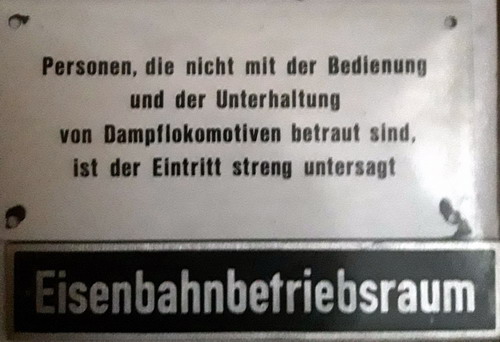 Personen, die nicht mit der Bedienung
und der Unterhaltung
von Dampflokomotiven betraut sind,
ist der Eintritt streng untersagt
Eisenbahnbetriebsraum